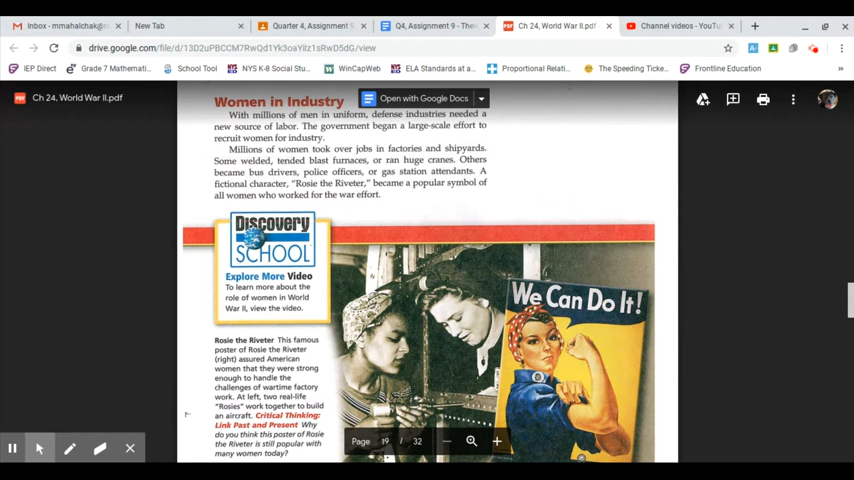 Inbox - mmahalchak@r
New Tab
Quarter 4, Assignment 9
Q4, Assignment 9 - The
Ch 24, World War II.pdf
Channel videos - YouTu
drive.google.com/file/d/13D2uPBCCM7RwQd1Yk3oaYiIz1sRwD5dG/view
IEP Direct
Grade 7 Mathemati...
School Tool
NYS K-8 Social Stu...
WinCapWeb
ELA Standards at a...
Proportional Relati...
The Speeding Ticke...
Frontline Education
Ch 24, World War II.pdf
Open with Google Docs
Women in Industry
With millions of men in uniform, defense industries needed a
new source of labor. The government began a large-scale effort to
recruit women for industry.
Millions of women took over jobs in factories and shipyards.
Some welded, tended blast furnaces, or ran huge cranes. Others
became bus drivers, police officers, or gas station attendants. A
fictional character, "Rosie the Riveter," became a popular symbol of
all women who worked for the war effort.
Discovery
SCHOOL
Explore More Video
To learn more about the
role of women in World
War II, view the video.
We Can Do It!
Rosie the Riveter This famous
poster of Rosie the Riveter
(right) assured American
women that they were strong
enough to handle the
challenges of wartime factory
work. At left, two real-life
"Rosies" work together to build
an aircraft. Critical Thinking:
Link Past and Present Why
do you think this poster of Rosie
the Riveter is still popular with
many women today?
Page 19 / 32